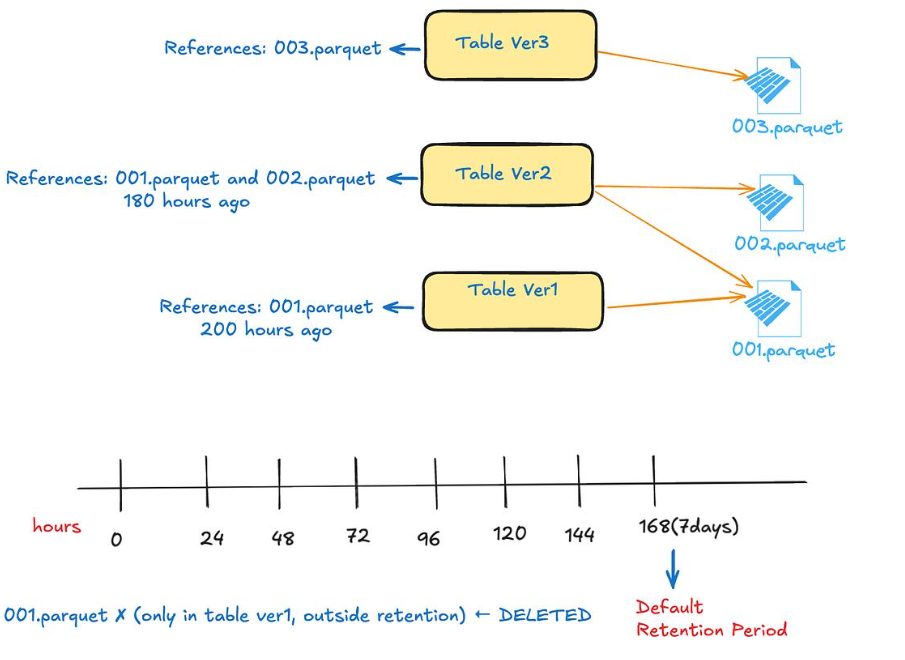 References: 003.parquet
Table Ver3
003.parquet
References: 001.parquet and 002.parquet
180 hours ago
Table Ver2
002.parquet
References: 001.parquet
200 hours ago
Table Ver1
001.parquet
hours
0
24
48
72
96
120
144
168(7days)
001.parquet ✗ (only in table ver1, outside retention) ← DELETED
Default
Retention Period